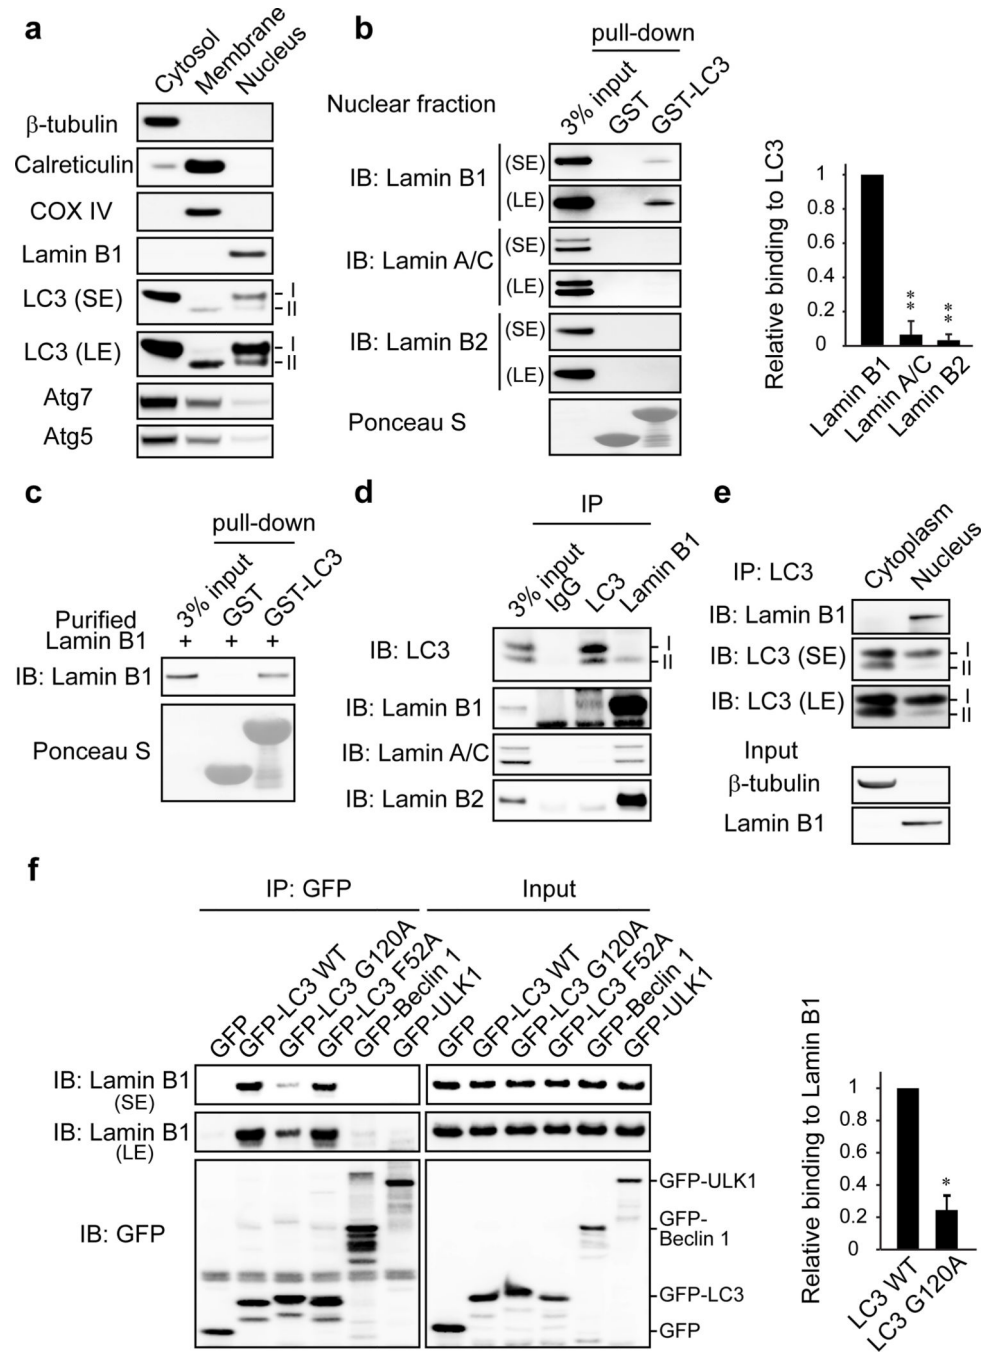 a
Cytosol
Membrane
Nucleus
β-tubulin
Calreticulin
COX IV
Lamin B1
LC3 (SE)
I
II
LC3 (LE)
I
II
Atg7
Atg5
b
pull-down
Nuclear fraction
3% input
GST
GST-LC3
IB: Lamin B1
(SE)
(LE)
IB: Lamin A/C
(SE)
(LE)
IB: Lamin B2
(SE)
(LE)
Ponceau S
Relative binding to LC3
1
0.8
0.6
0.4
0.2
0
**
**
Lamin B1
Lamin A/C
Lamin B2
c
pull-down
3% input
GST
GST-LC3
Purified
Lamin B1 + + +
IB: Lamin B1
Ponceau S
d
IP
3% input
IgG
LC3
Lamin B1
IB: LC3
I
II
IB: Lamin B1
IB: Lamin A/C
IB: Lamin B2
e
Cytoplasm
Nucleus
IP: LC3
IB: Lamin B1
IB: LC3 (SE)
I
II
IB: LC3 (LE)
I
II
Input
β-tubulin
Lamin B1
f
IP: GFP
Input
GFP
GFP-LC3 WT
GFP-LC3 G120A
GFP-LC3 F52A
GFP-Beclin 1
GFP-ULK1
GFP
GFP-LC3 WT
GFP-LC3 G120A
GFP-LC3 F52A
GFP-Beclin 1
GFP-ULK1
IB: Lamin B1
(SE)
IB: Lamin B1
(LE)
IB: GFP
GFP-ULK1
GFP-
Beclin 1
GFP-LC3
GFP
Relative binding to Lamin B1
1
0.8
0.6
0.4
0.2
0
*
LC3 WT
LC3 G120A